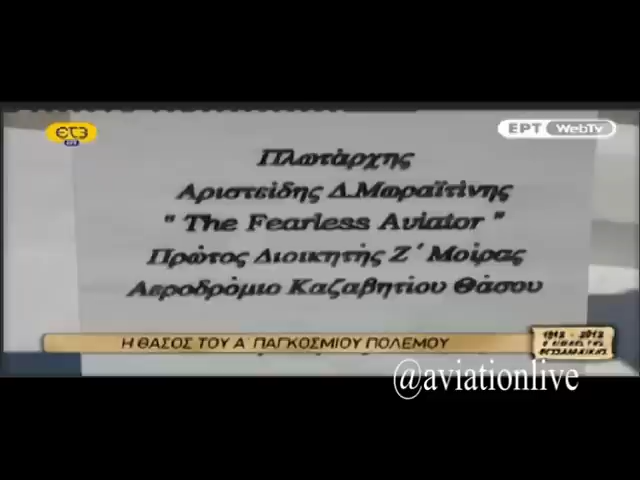 ετ3
ΕΡΤ WebTv
Πλωτάρχης
Αριστείδης Δ.Μωραϊτίνης
" The Fearless Aviator "
Πρώτος Διοικητής Ζ΄ Μοίρας
Αεροδρόμιο Καζαβητίου Θάσου
Η ΘΑΣΟΣ ΤΟΥ Α΄ ΠΑΓΚΟΣΜΙΟΥ ΠΟΛΕΜΟΥ
1912 - 2012
@aviationlive